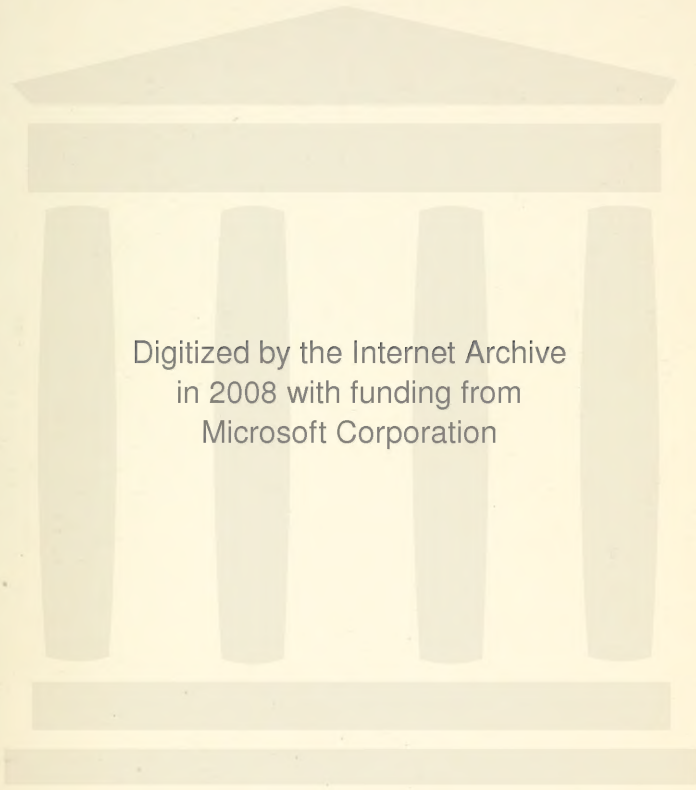 Digitized by the Internet Archive
in 2008 with funding from
Microsoft Corporation